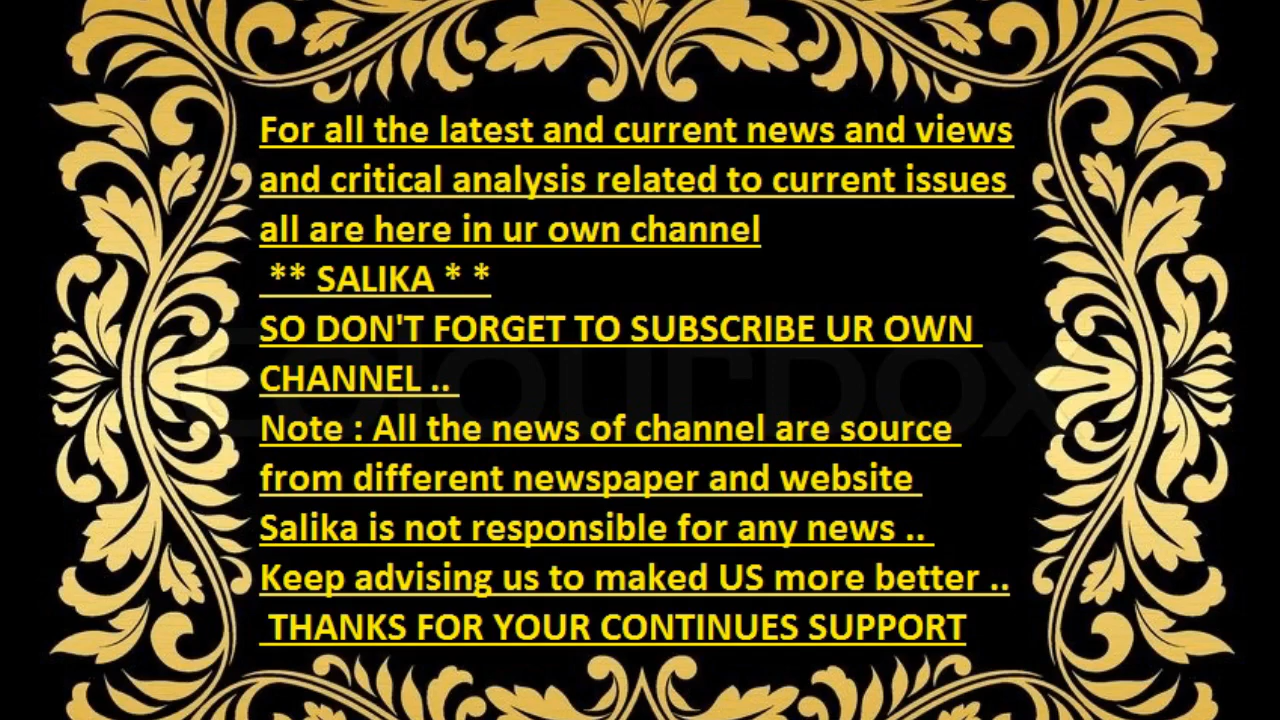 For all the latest and current news and views
and critical analysis related to current issues
all are here in ur own channel
** SALIKA * *
SO DON'T FORGET TO SUBSCRIBE UR OWN
CHANNEL ..
Note : All the news of channel are source
from different newspaper and website
Salika is not responsible for any news ..
Keep advising us to maked US more better ..
THANKS FOR YOUR CONTINUES SUPPORT
colourbox